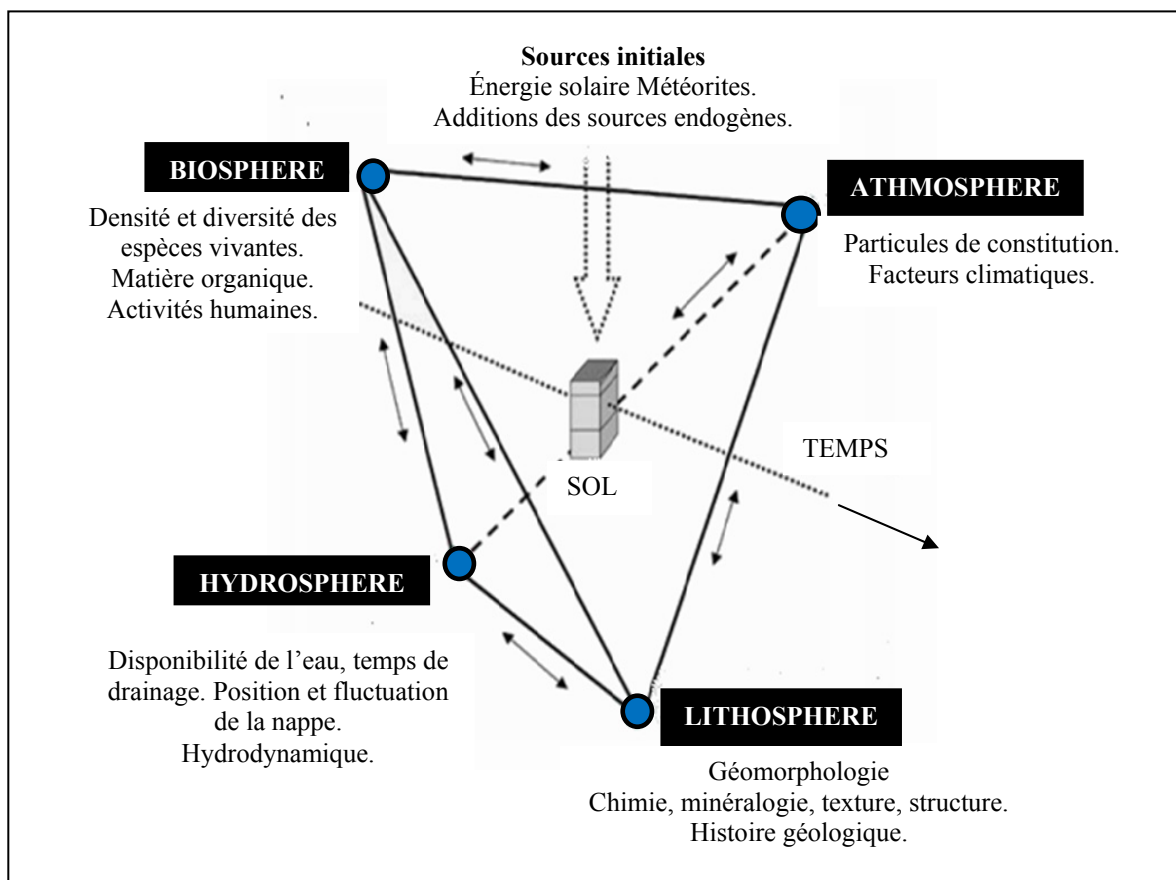 Sources initiales
Énergie solaire Météorites.
Additions des sources endogènes.
BIOSPHERE
Densité et diversité des
espèces vivantes.
Matière organique.
Activités humaines.
ATHMOSPHERE
Particules de constitution.
Facteurs climatiques.
TEMPS
SOL
HYDROSPHERE
Disponibilité de l’eau, temps de
drainage. Position et fluctuation
de la nappe.
Hydrodynamique.
LITHOSPHERE
Géomorphologie
Chimie, minéralogie, texture, structure.
Histoire géologique.